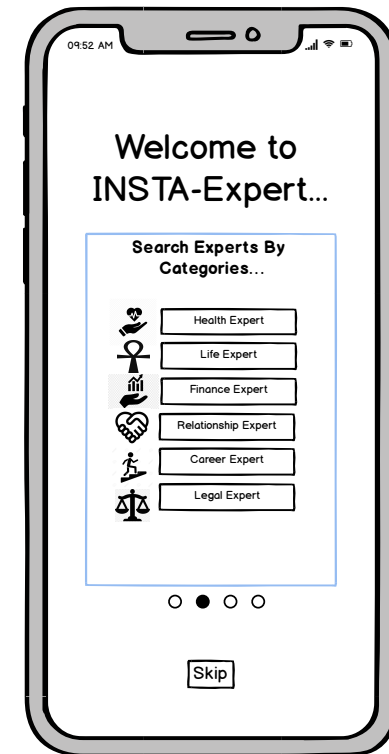 09:52 AM
Welcome to
INSTA-Expert...
Search Experts By
Categories...
Health Expert
Life Expert
Finance Expert
Relationship Expert
Career Expert
Legal Expert
Skip